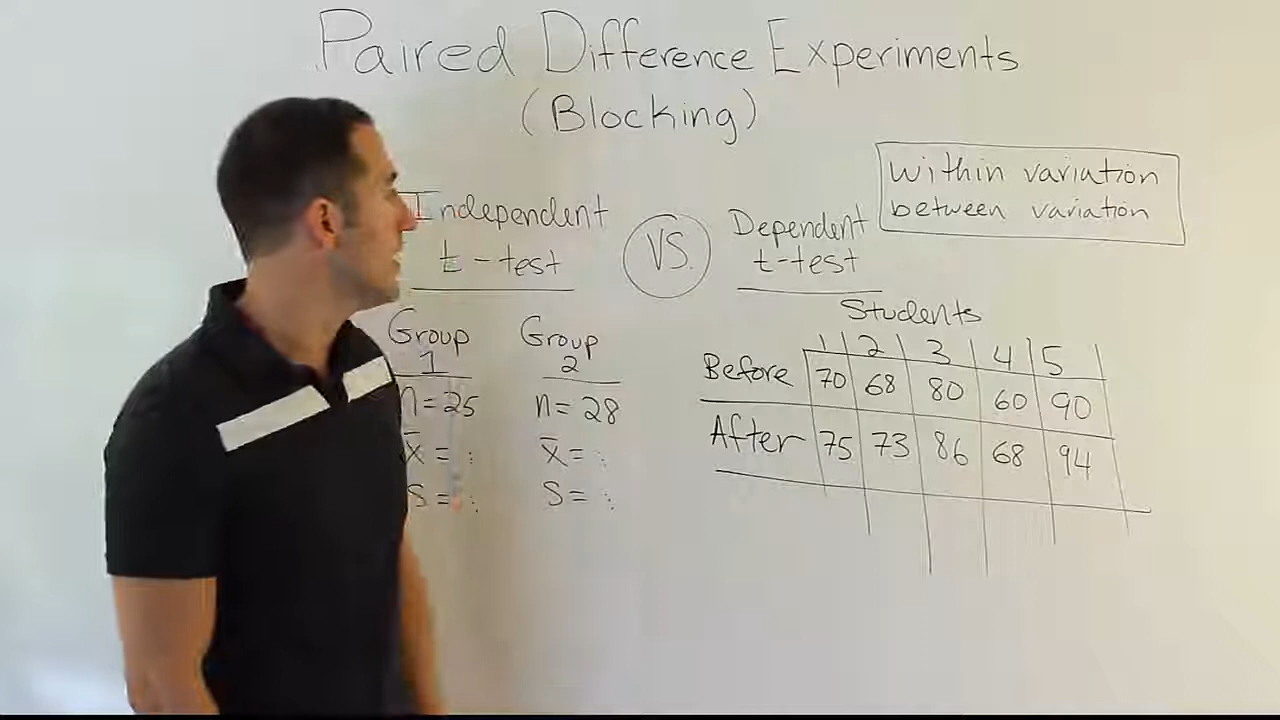 Paired Difference Experiments
(Blocking)
within variation
between variation
Independent
t-test
VS.
Dependent
t-test
Group
1
Group
2
n=25
n=28
x̄ = :
x̄ = :
S = :
S = :
Students
1 2 3 4 5
Before 70 68 80 60 90
After 75 73 86 68 94